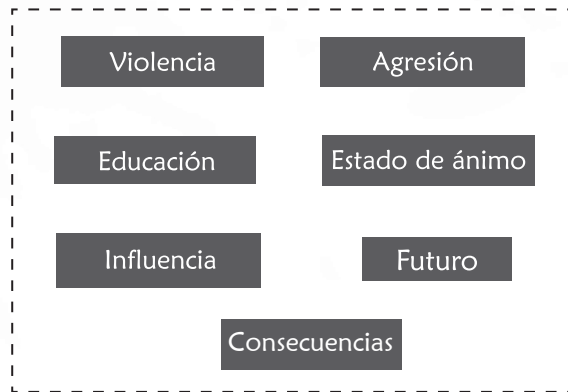 Violencia
Agresión
Educación
Estado de ánimo
Influencia
Futuro
Consecuencias